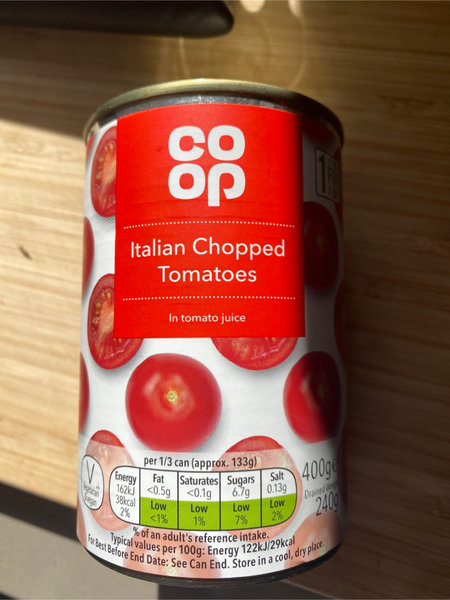 CO
OP
Italian Chopped
Tomatoes
In tomato juice
1
per 1/3 can (approx. 133g)
Energy
162kJ
38kcal
2%
Fat
<0.5g
Low
<1%
Saturates
<0.1g
Low
1%
Sugars
6.7g
Low
7%
Salt
0.13g
Low
2%
V
Vegetarian
400g e
Drained
240g
% of an adult's reference intake.
Typical values per 100g: Energy 122kJ/29kcal
For Best Before End Date: See Can End. Store in a cool, dry place.